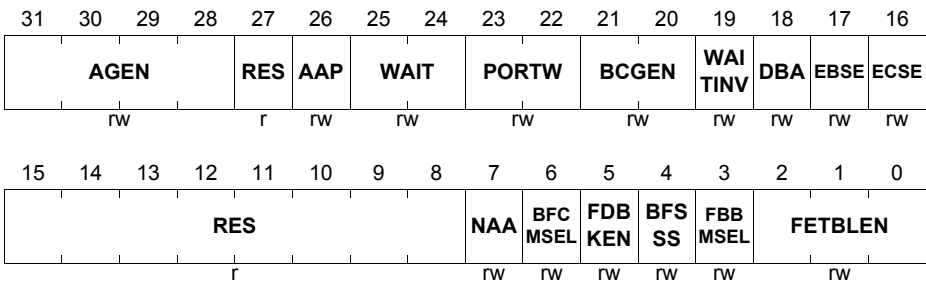 31 30 29 28 27 26 25 24 23 22 21 20 19 18 17 16
AGEN RES AAP WAIT PORTW BCGEN WAI TINV DBA EBSE ECSE
rw r rw rw rw rw rw rw rw rw
15 14 13 12 11 10 9 8 7 6 5 4 3 2 1 0
RES NAA BFC MSEL FDB KEN BFS SS FBB MSEL FETBLEN
r rw rw rw rw rw rw